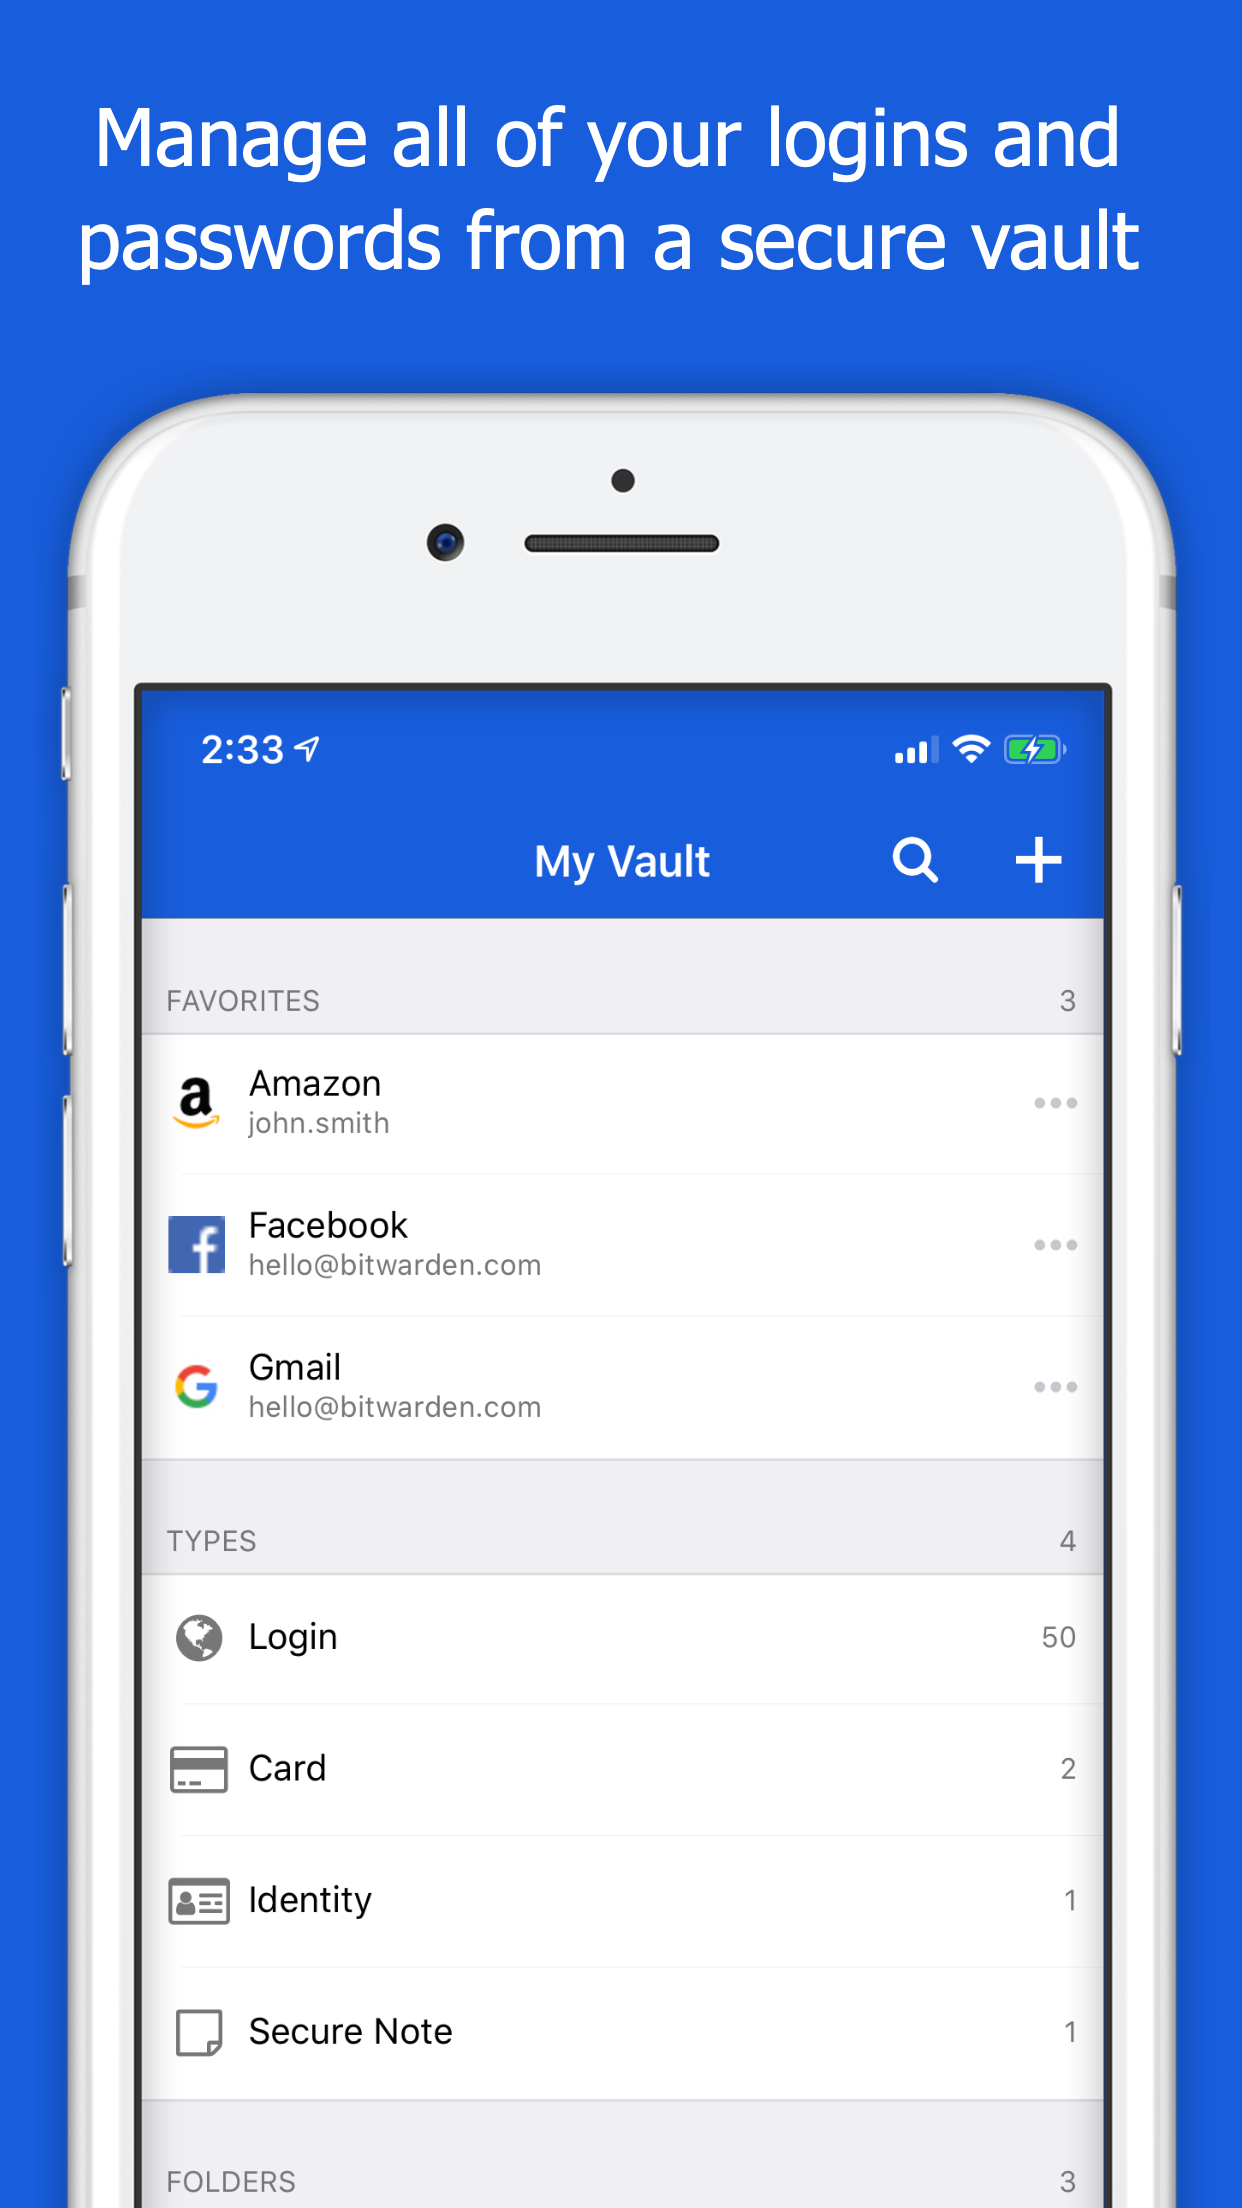 Manage all of your logins and
passwords from a secure vault
2:33
My Vault
FAVORITES 3
Amazon
john.smith
Facebook
hello@bitwarden.com
Gmail
hello@bitwarden.com
TYPES 4
Login 50
Card 2
Identity 1
Secure Note 1
FOLDERS 3